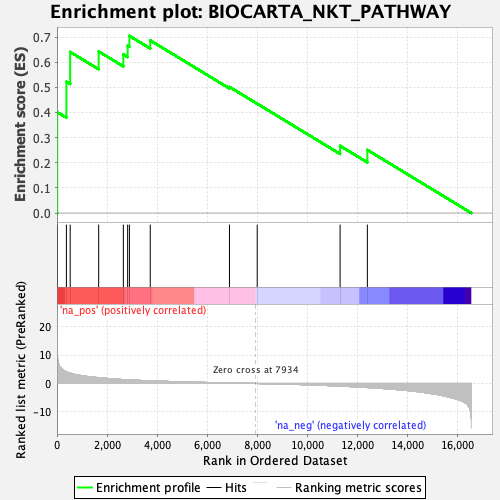 Enrichment plot: BIOCARTA_NKT_PATHWAY
Enrichment score (ES)
0.7
0.6
0.5
0.4
0.3
0.2
0.1
0.0
'na_pos' (positively correlated)
Ranked list metric (PreRanked)
20
10
0
-10
Zero cross at 7934
'na_neg' (negatively correlated)
0 2,000 4,000 6,000 8,000 10,000 12,000 14,000 16,000
Rank in Ordered Dataset
Enrichment profile Hits Ranking metric scores